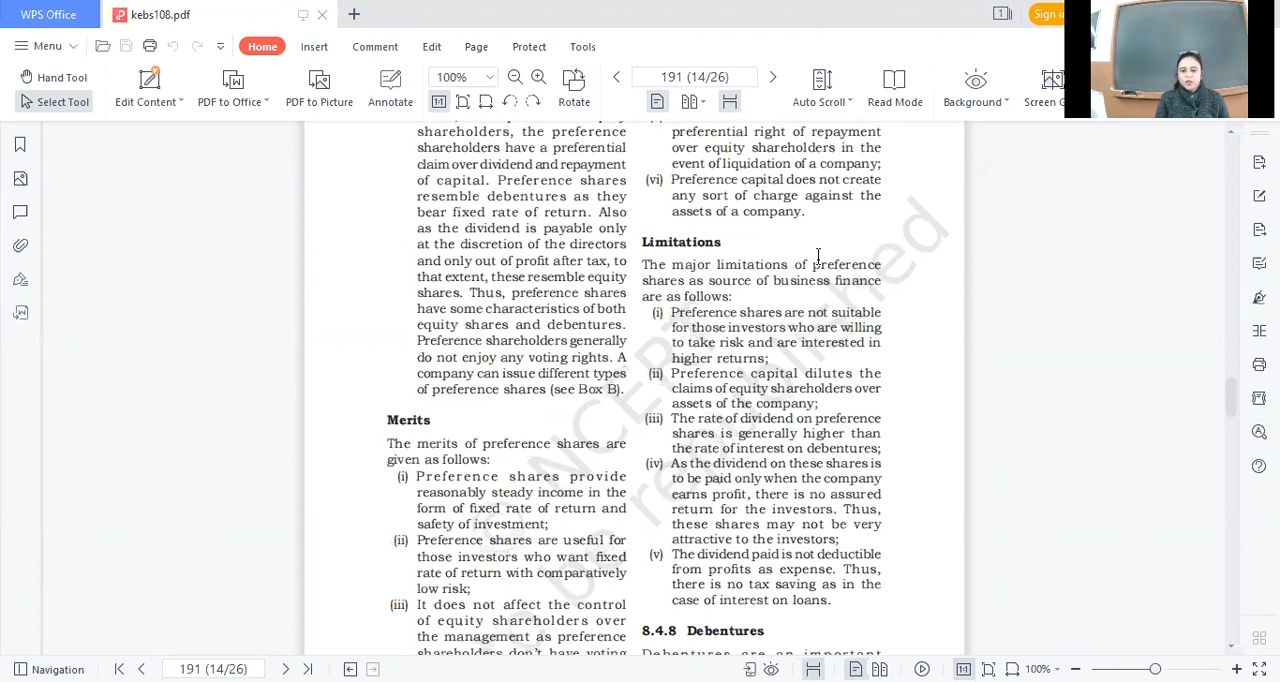 WPS Office
kebs108.pdf
Sign in
Menu
Home
Insert
Comment
Edit
Page
Protect
Tools
Hand Tool
Select Tool
Edit Content
PDF to Office
PDF to Picture
Annotate
100%
Rotate
191 (14/26)
Auto Scroll
Read Mode
Background
Screen
shareholders, the preference
shareholders have a preferential
claim over dividend and repayment
of capital. Preference shares
resemble debentures as they
bear fixed rate of return. Also
as the dividend is payable only
at the discretion of the directors
and only out of profit after tax, to
that extent, these resemble equity
shares. Thus, preference shares
have some characteristics of both
equity shares and debentures.
Preference shareholders generally
do not enjoy any voting rights. A
company can issue different types
of preference shares (see Box B).
Merits
The merits of preference shares are
given as follows:
(i) Preference shares provide
reasonably steady income in the
form of fixed rate of return and
safety of investment;
(ii) Preference shares are useful for
those investors who want fixed
rate of return with comparatively
low risk;
(iii) It does not affect the control
of equity shareholders over
the management as preference
shareholders don't have voting
preferential right of repayment
over equity shareholders in the
event of liquidation of a company;
(vi) Preference capital does not create
any sort of charge against the
assets of a company.
Limitations
The major limitations of preference
shares as source of business finance
are as follows:
(i) Preference shares are not suitable
for those investors who are willing
to take risk and are interested in
higher returns;
(ii) Preference capital dilutes the
claims of equity shareholders over
assets of the company;
(iii) The rate of dividend on preference
shares is generally higher than
the rate of interest on debentures;
(iv) As the dividend on these shares is
to be paid only when the company
earns profit, there is no assured
return for the investors. Thus,
these shares may not be very
attractive to the investors;
(v) The dividend paid is not deductible
from profits as expense. Thus,
there is no tax saving as in the
case of interest on loans.
8.4.8 Debentures
Debentures are an important
© NCERT
be republished
Navigation
191 (14/26)
100%